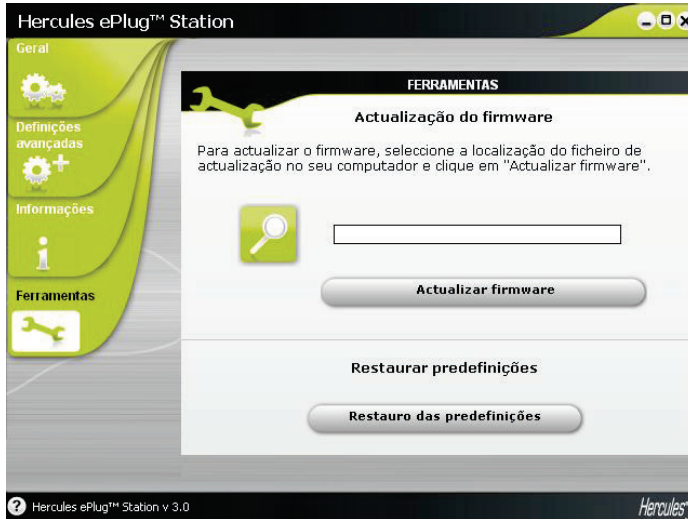 Hercules ePlug™ Station
Geral
Definições
avançadas
Informações
Ferramentas
FERRAMENTAS
Actualização do firmware
Para actualizar o firmware, seleccione a localização do ficheiro de
actualização no seu computador e clique em "Actualizar firmware".
Actualizar firmware
Restaurar predefinições
Restauro das predefinições
? Hercules ePlug™ Station v 3.0
Hercules™